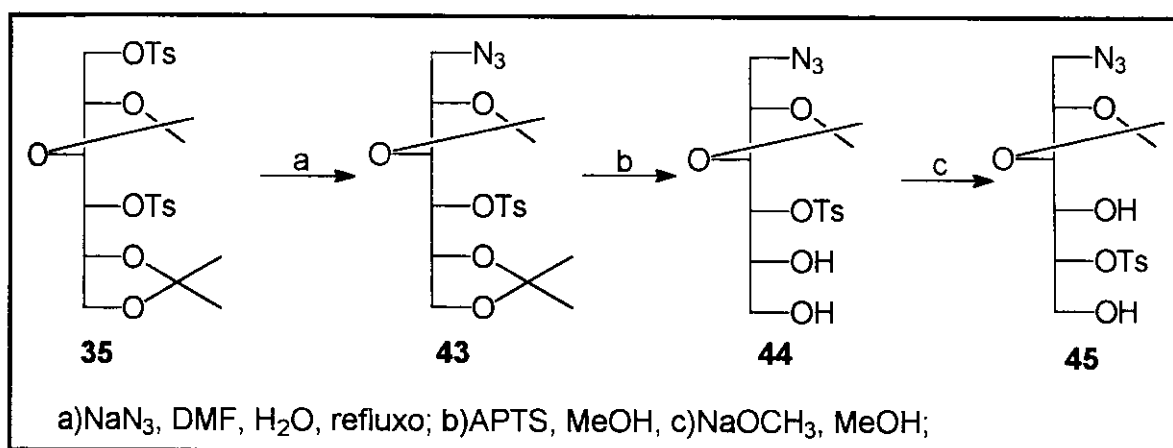 OTs N₃ N₃ N₃
O O O O
O O O O
OTs a OTs b OTs c OH
O O OH OTs
O O OH OH
35 43 44 45
a)NaN₃, DMF, H₂O, refluxo; b)APTS, MeOH, c)NaOCH₃, MeOH;